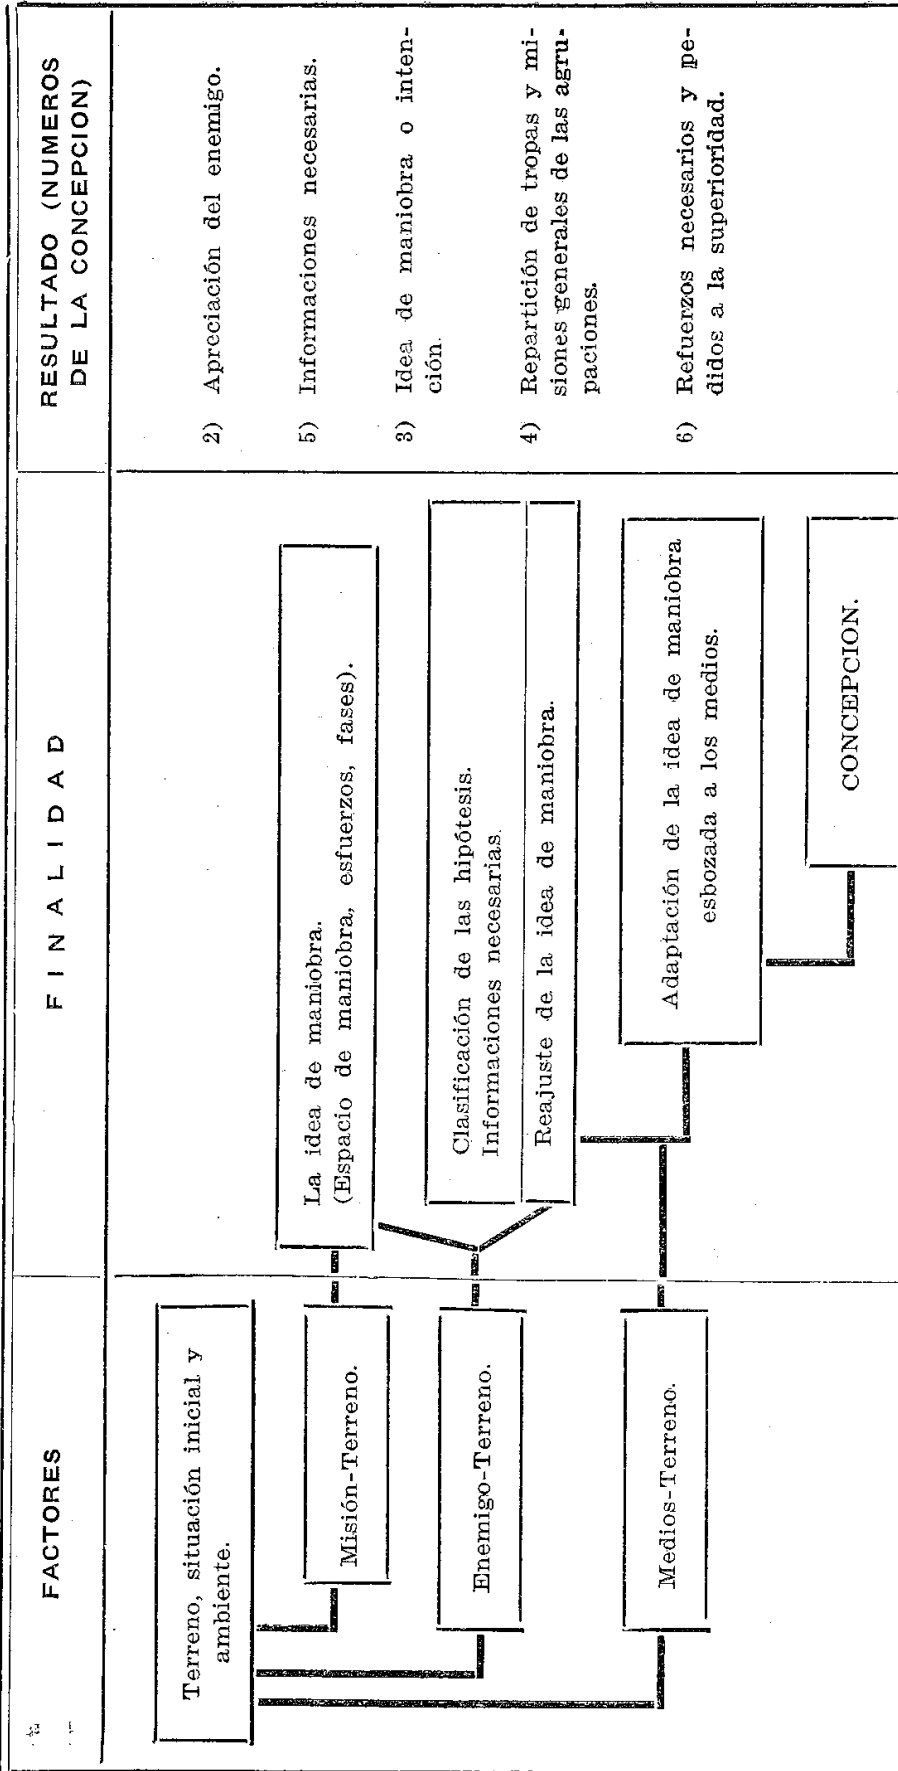 FACTORES
FINALIDAD
RESULTADO (NUMEROS
DE LA CONCEPCION)
Terreno, situación inicial y
ambiente.
Misión-Terreno.
Enemigo-Terreno.
Medios-Terreno.
La idea de maniobra.
(Espacio de maniobra, esfuerzos, fases).
Clasificación de las hipótesis.
Informaciones necesarias.
Reajuste de la idea de maniobra.
Adaptación de la idea de maniobra
esbozada a los medios.
CONCEPCION.
2) Apreciación del enemigo.
5) Informaciones necesarias.
3) Idea de maniobra o inten-
ción.
4) Repartición de tropas y mi-
siones generales de las agru-
paciones.
6) Refuerzos necesarios y pe-
didos a la superioridad.